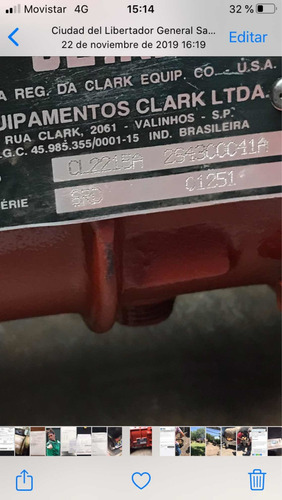 Movistar 4G 15:14 32 %
Ciudad del Libertador General Sa...
22 de noviembre de 2019 16:19
Editar
A REG. DA CLARK EQUIP. CO. U.S.A.
UIPAMENTOS CLARK LTDA.
RUA CLARK, 2061 - VALINHOS - S.P.
.G.C. 45.985.355/0001-15 IND. BRASILEIRA
CL2215A 264300041A
ÉRIE
C1251